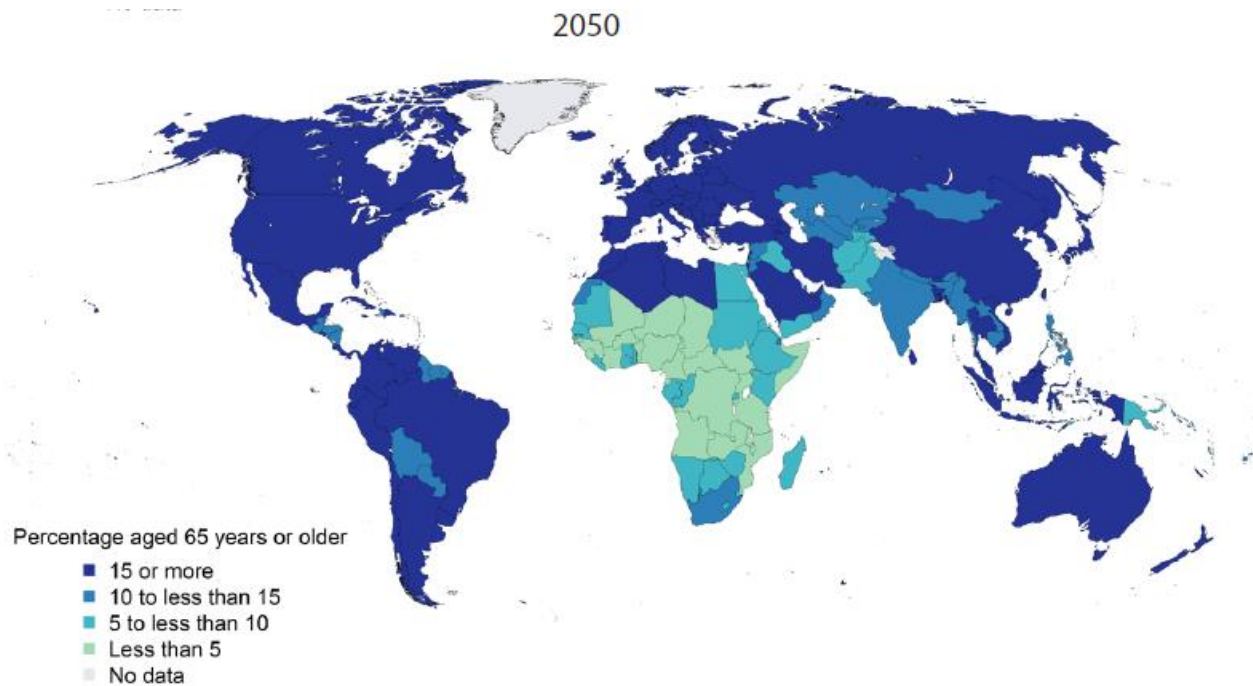 2050
Percentage aged 65 years or older
15 or more
10 to less than 15
5 to less than 10
Less than 5
No data